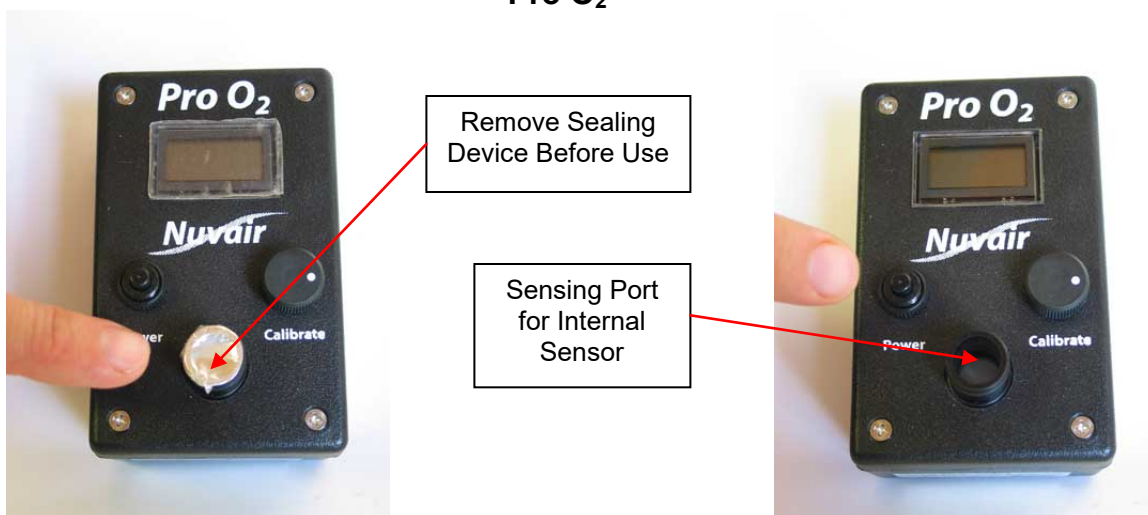 Pro O₂
Pro O₂
Nuvair
Calibrate
Remove Sealing
Device Before Use
Sensing Port
for Internal
Sensor
Pro O₂
Nuvair
Power
Calibrate